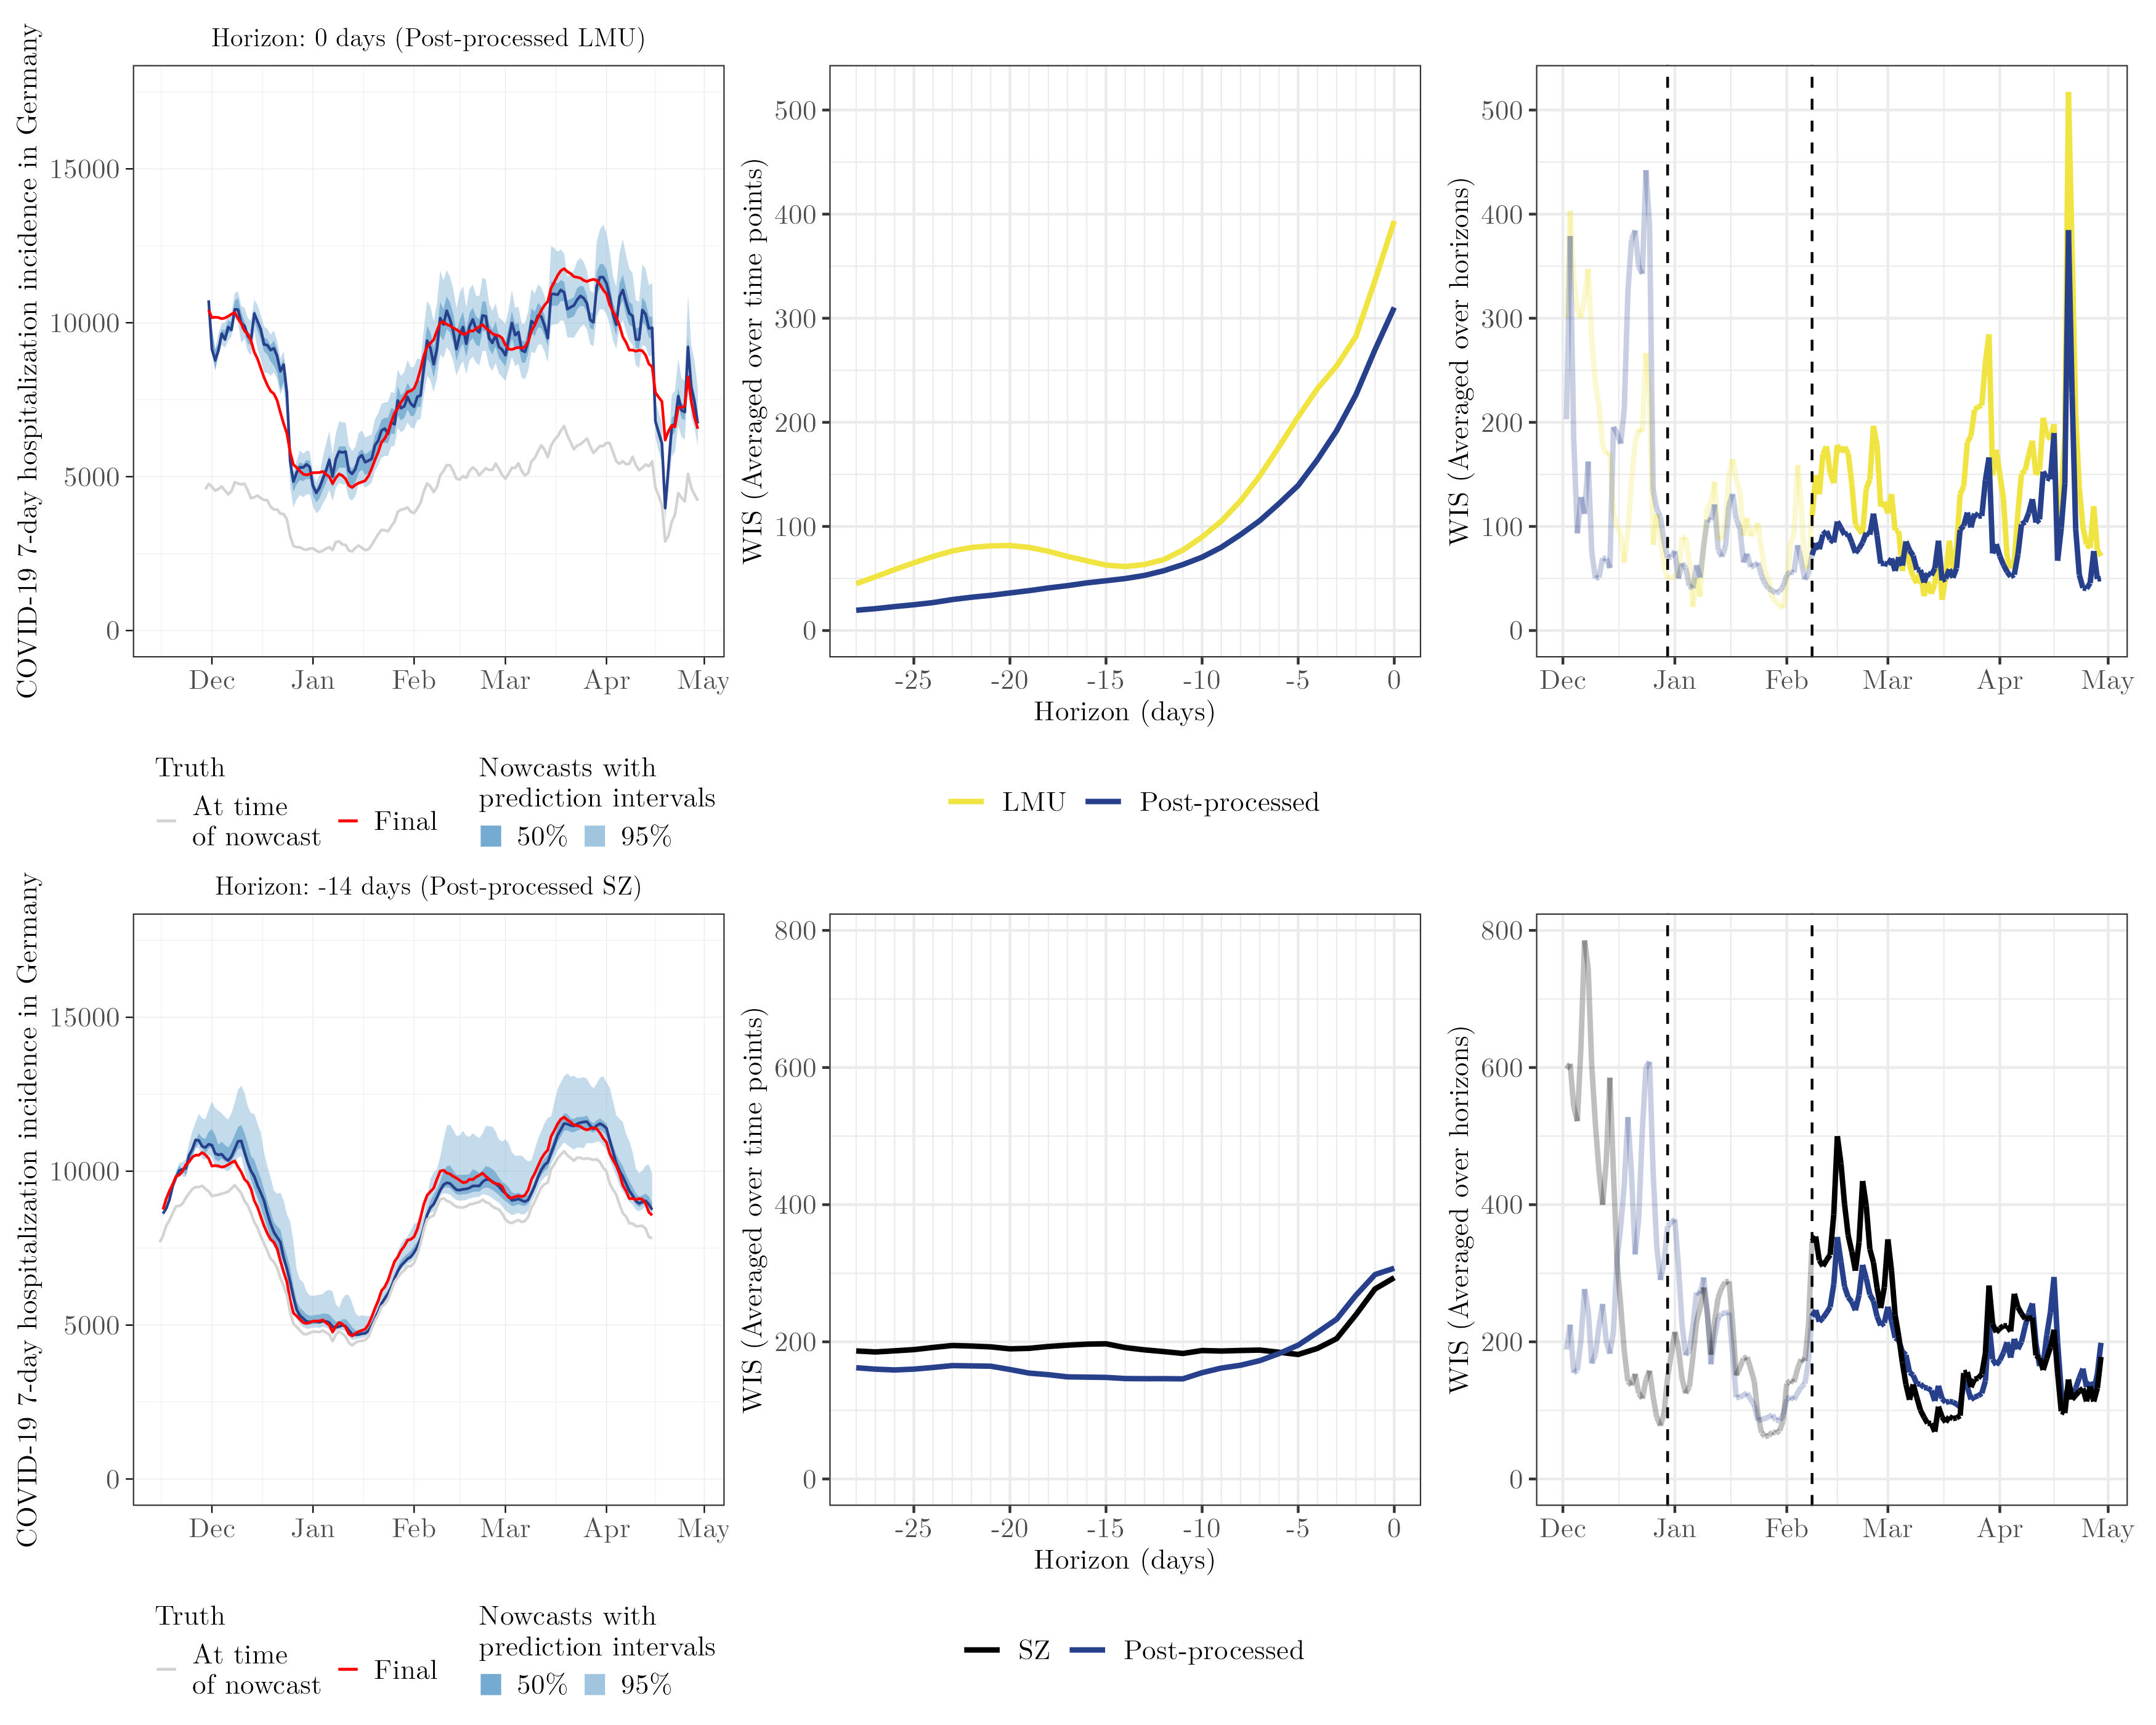 Horizon: 0 days (Post-processed LMU)
COVID-19 7-day hospitalization incidence in Germany
15000
10000
5000
0
Dec Jan Feb Mar Apr May
WIS (Averaged over time points)
500
400
300
200
100
0
-25 -20 -15 -10 -5 0
Horizon (days)
WIS (Averaged over horizons)
500
400
300
200
100
0
Dec Jan Feb Mar Apr May
Truth
At time
of nowcast
Final
Nowcasts with
prediction intervals
50% 95%
LMU Post-processed
Horizon: -14 days (Post-processed SZ)
COVID-19 7-day hospitalization incidence in Germany
15000
10000
5000
0
Dec Jan Feb Mar Apr May
WIS (Averaged over time points)
800
600
400
200
0
-25 -20 -15 -10 -5 0
Horizon (days)
WIS (Averaged over horizons)
800
600
400
200
0
Dec Jan Feb Mar Apr May
Truth
At time
of nowcast
Final
Nowcasts with
prediction intervals
50% 95%
SZ Post-processed